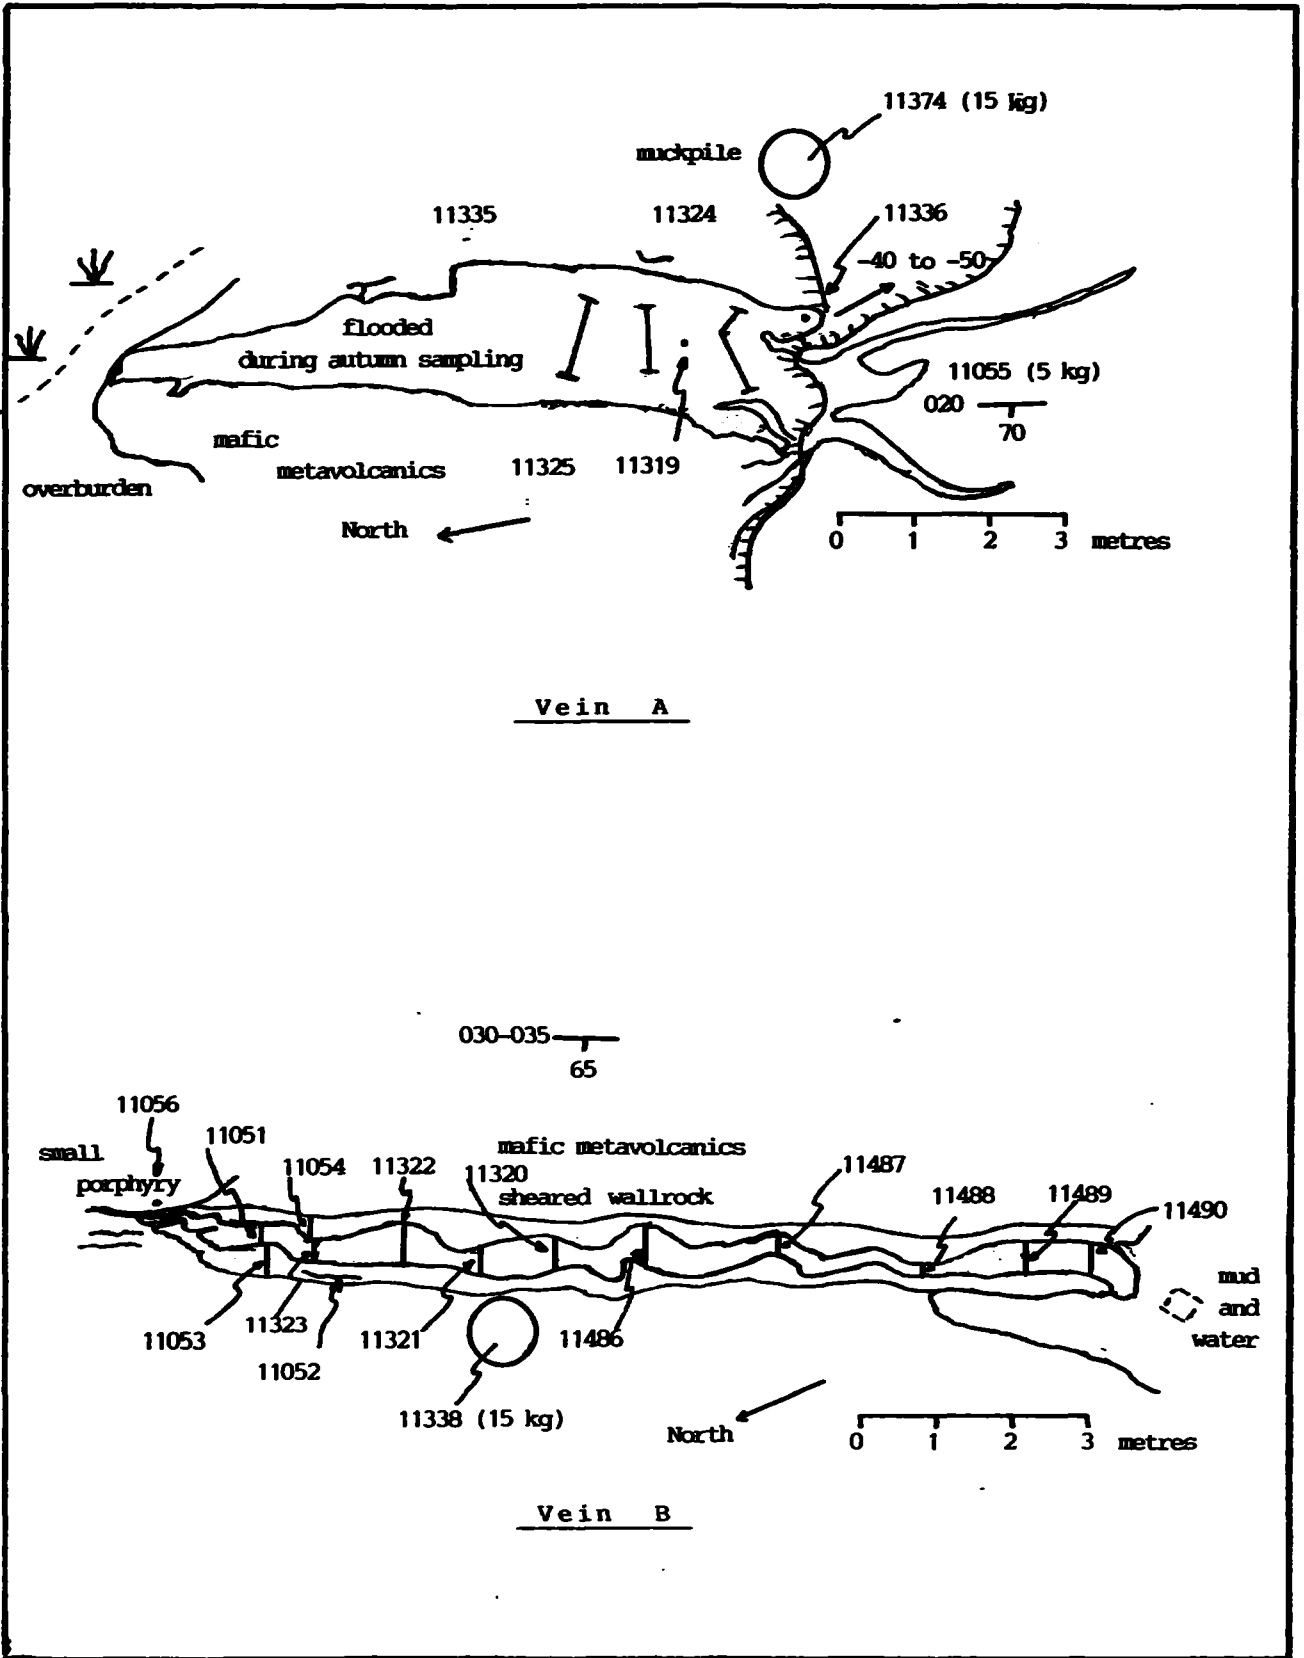 11374 (15 kg)
muckpile
11335
11324
11336
-40 to -50
flooded
during autumn sampling
11055 (5 kg)
020
70
mafic
metavolcanics
11325
11319
overburden
North
0 1 2 3 metres
Vein A
030-035
65
11056
11051
small
porphyry
11054
11322
11320
mafic metavolcanics
sheared wallrock
11487
11488
11489
11490
mud
and
water
11053
11323
11052
11321
11486
11338 (15 kg)
North
0 1 2 3 metres
Vein B